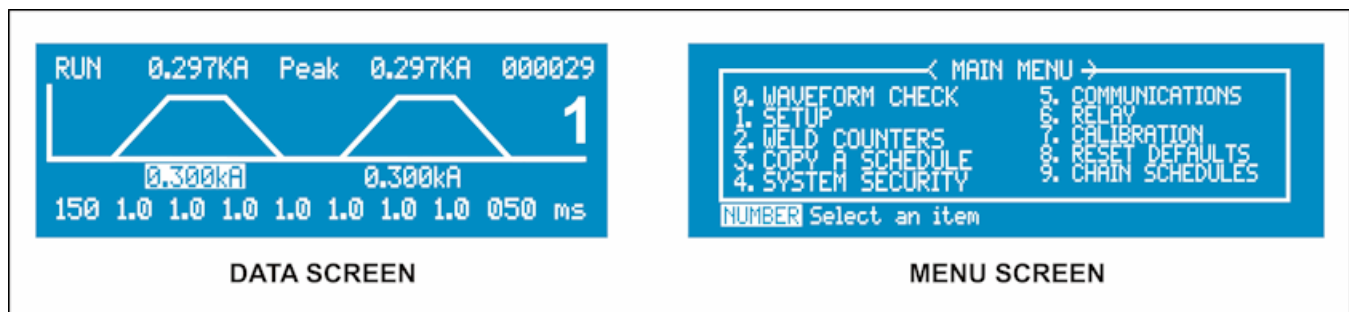 RUN 0.297KA Peak 0.297KA 000029
1
0.300kA 0.300kA
150 1.0 1.0 1.0 1.0 1.0 1.0 1.0 050 ms
DATA SCREEN
< MAIN MENU >
0. WAVEFORM CHECK
1. SETUP
2. WELD COUNTERS
3. COPY A SCHEDULE
4. SYSTEM SECURITY
5. COMMUNICATIONS
6. RELAY
7. CALIBRATION
8. RESET DEFAULTS
9. CHAIN SCHEDULES
NUMBER Select an item
MENU SCREEN